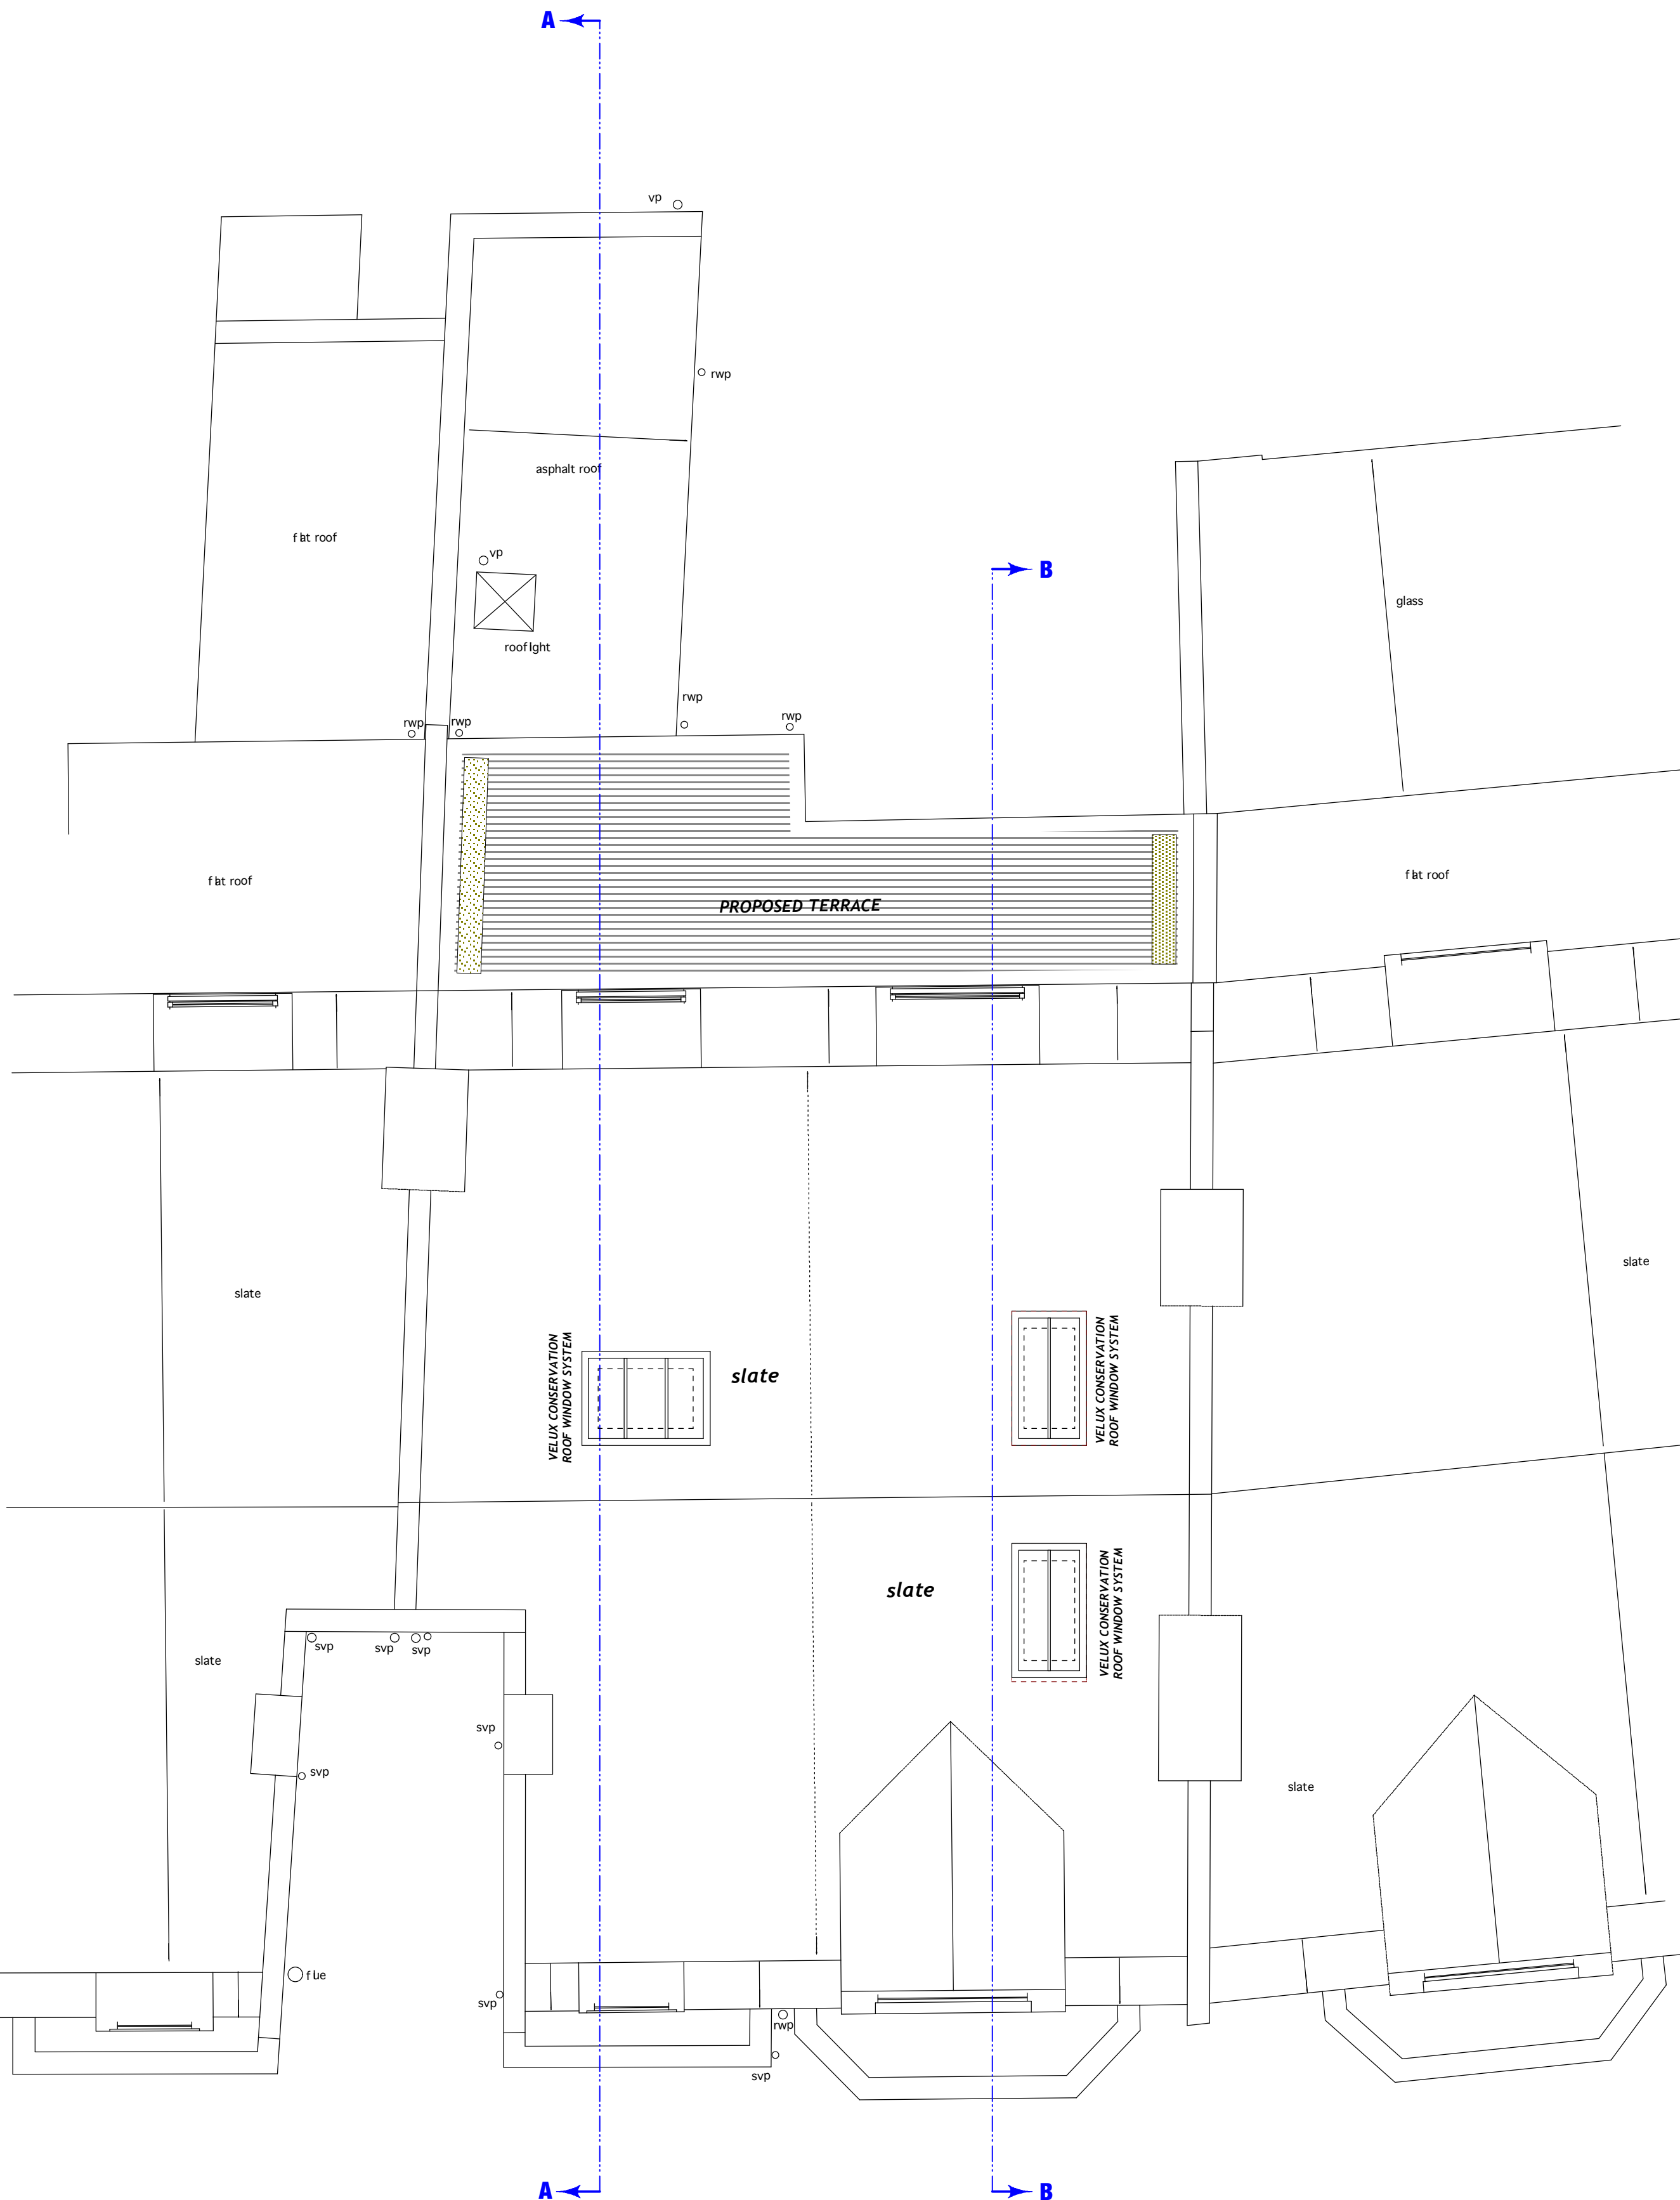 A
vp
rwp
asphalt roof
flat roof
vp
B
glass
roof light
rwp
rwp
rwp
rwp
flat roof
PROPOSED TERRACE
flat roof
slate
slate
VELUX CONSERVATION
ROOF WINDOW SYSTEM
slate
VELUX CONSERVATION
ROOF WINDOW SYSTEM
slate
VELUX CONSERVATION
ROOF WINDOW SYSTEM
svp
svp
svp
slate
svp
svp
slate
flue
svp
rwp
svp
A
B